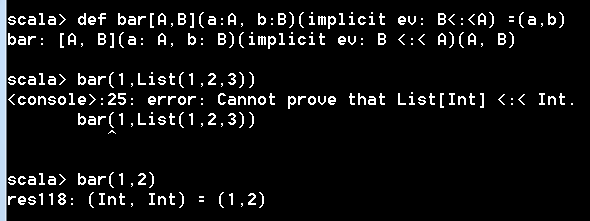 scala> def bar[A,B](a:A, b:B)(implicit ev: B<:<A) =(a,b)
bar: [A, B](a: A, b: B)(implicit ev: B <:< A)(A, B)
scala> bar(1,List(1,2,3))
<console>:25: error: Cannot prove that List[Int] <:< Int.
       bar(1,List(1,2,3))
          ^
scala> bar(1,2)
res118: (Int, Int) = (1,2)